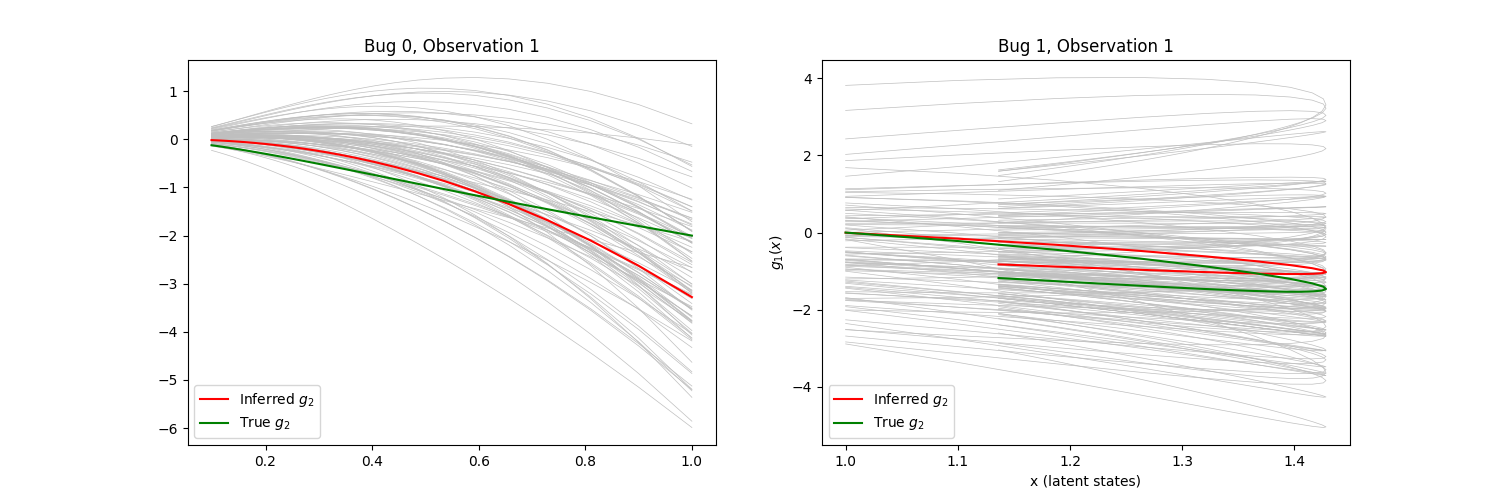 Bug 0, Observation 1
1
0
−1
−2
−3
−4
−5
−6
Inferred g₂
True g₂
0.2 0.4 0.6 0.8 1.0
Bug 1, Observation 1
g₁(x)
4
2
0
−2
−4
Inferred g₂
True g₂
1.0 1.1 1.2 1.3 1.4
x (latent states)